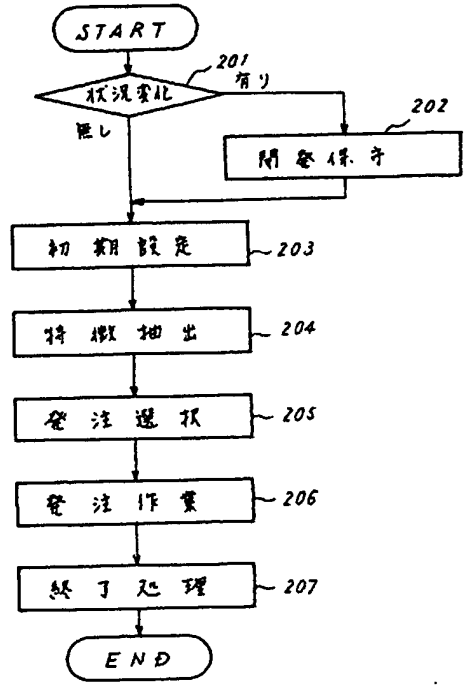 START
201
状況変化
有り
無し
202
開発保守
初期設定
203
特徴抽出
204
発注選択
205
発注作業
206
終了処理
207
END